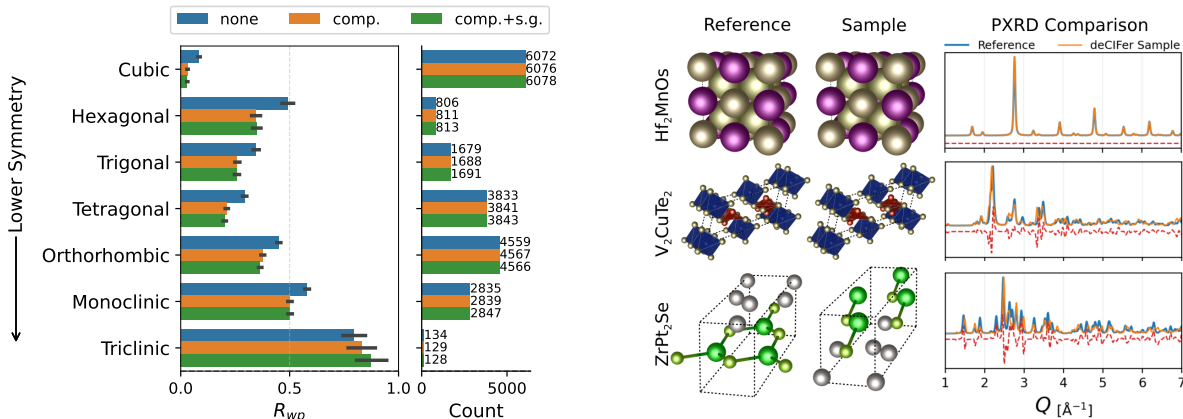 none comp. comp.+s.g.
Lower Symmetry
Cubic
Hexagonal
Trigonal
Tetragonal
Orthorhombic
Monoclinic
Triclinic
0.0 0.5 1.0
R_wp
6072
6076
6078
806
811
813
1679
1688
1691
3833
3841
3843
4559
4567
4566
2835
2839
2847
134
129
128
0 5000
Count
Reference Sample PXRD Comparison
Reference deCIFer Sample
Hf₂MnOs
V₂CuTe₂
ZrPt₂Se
1 2 3 4 5 6 7
Q [Å⁻¹]